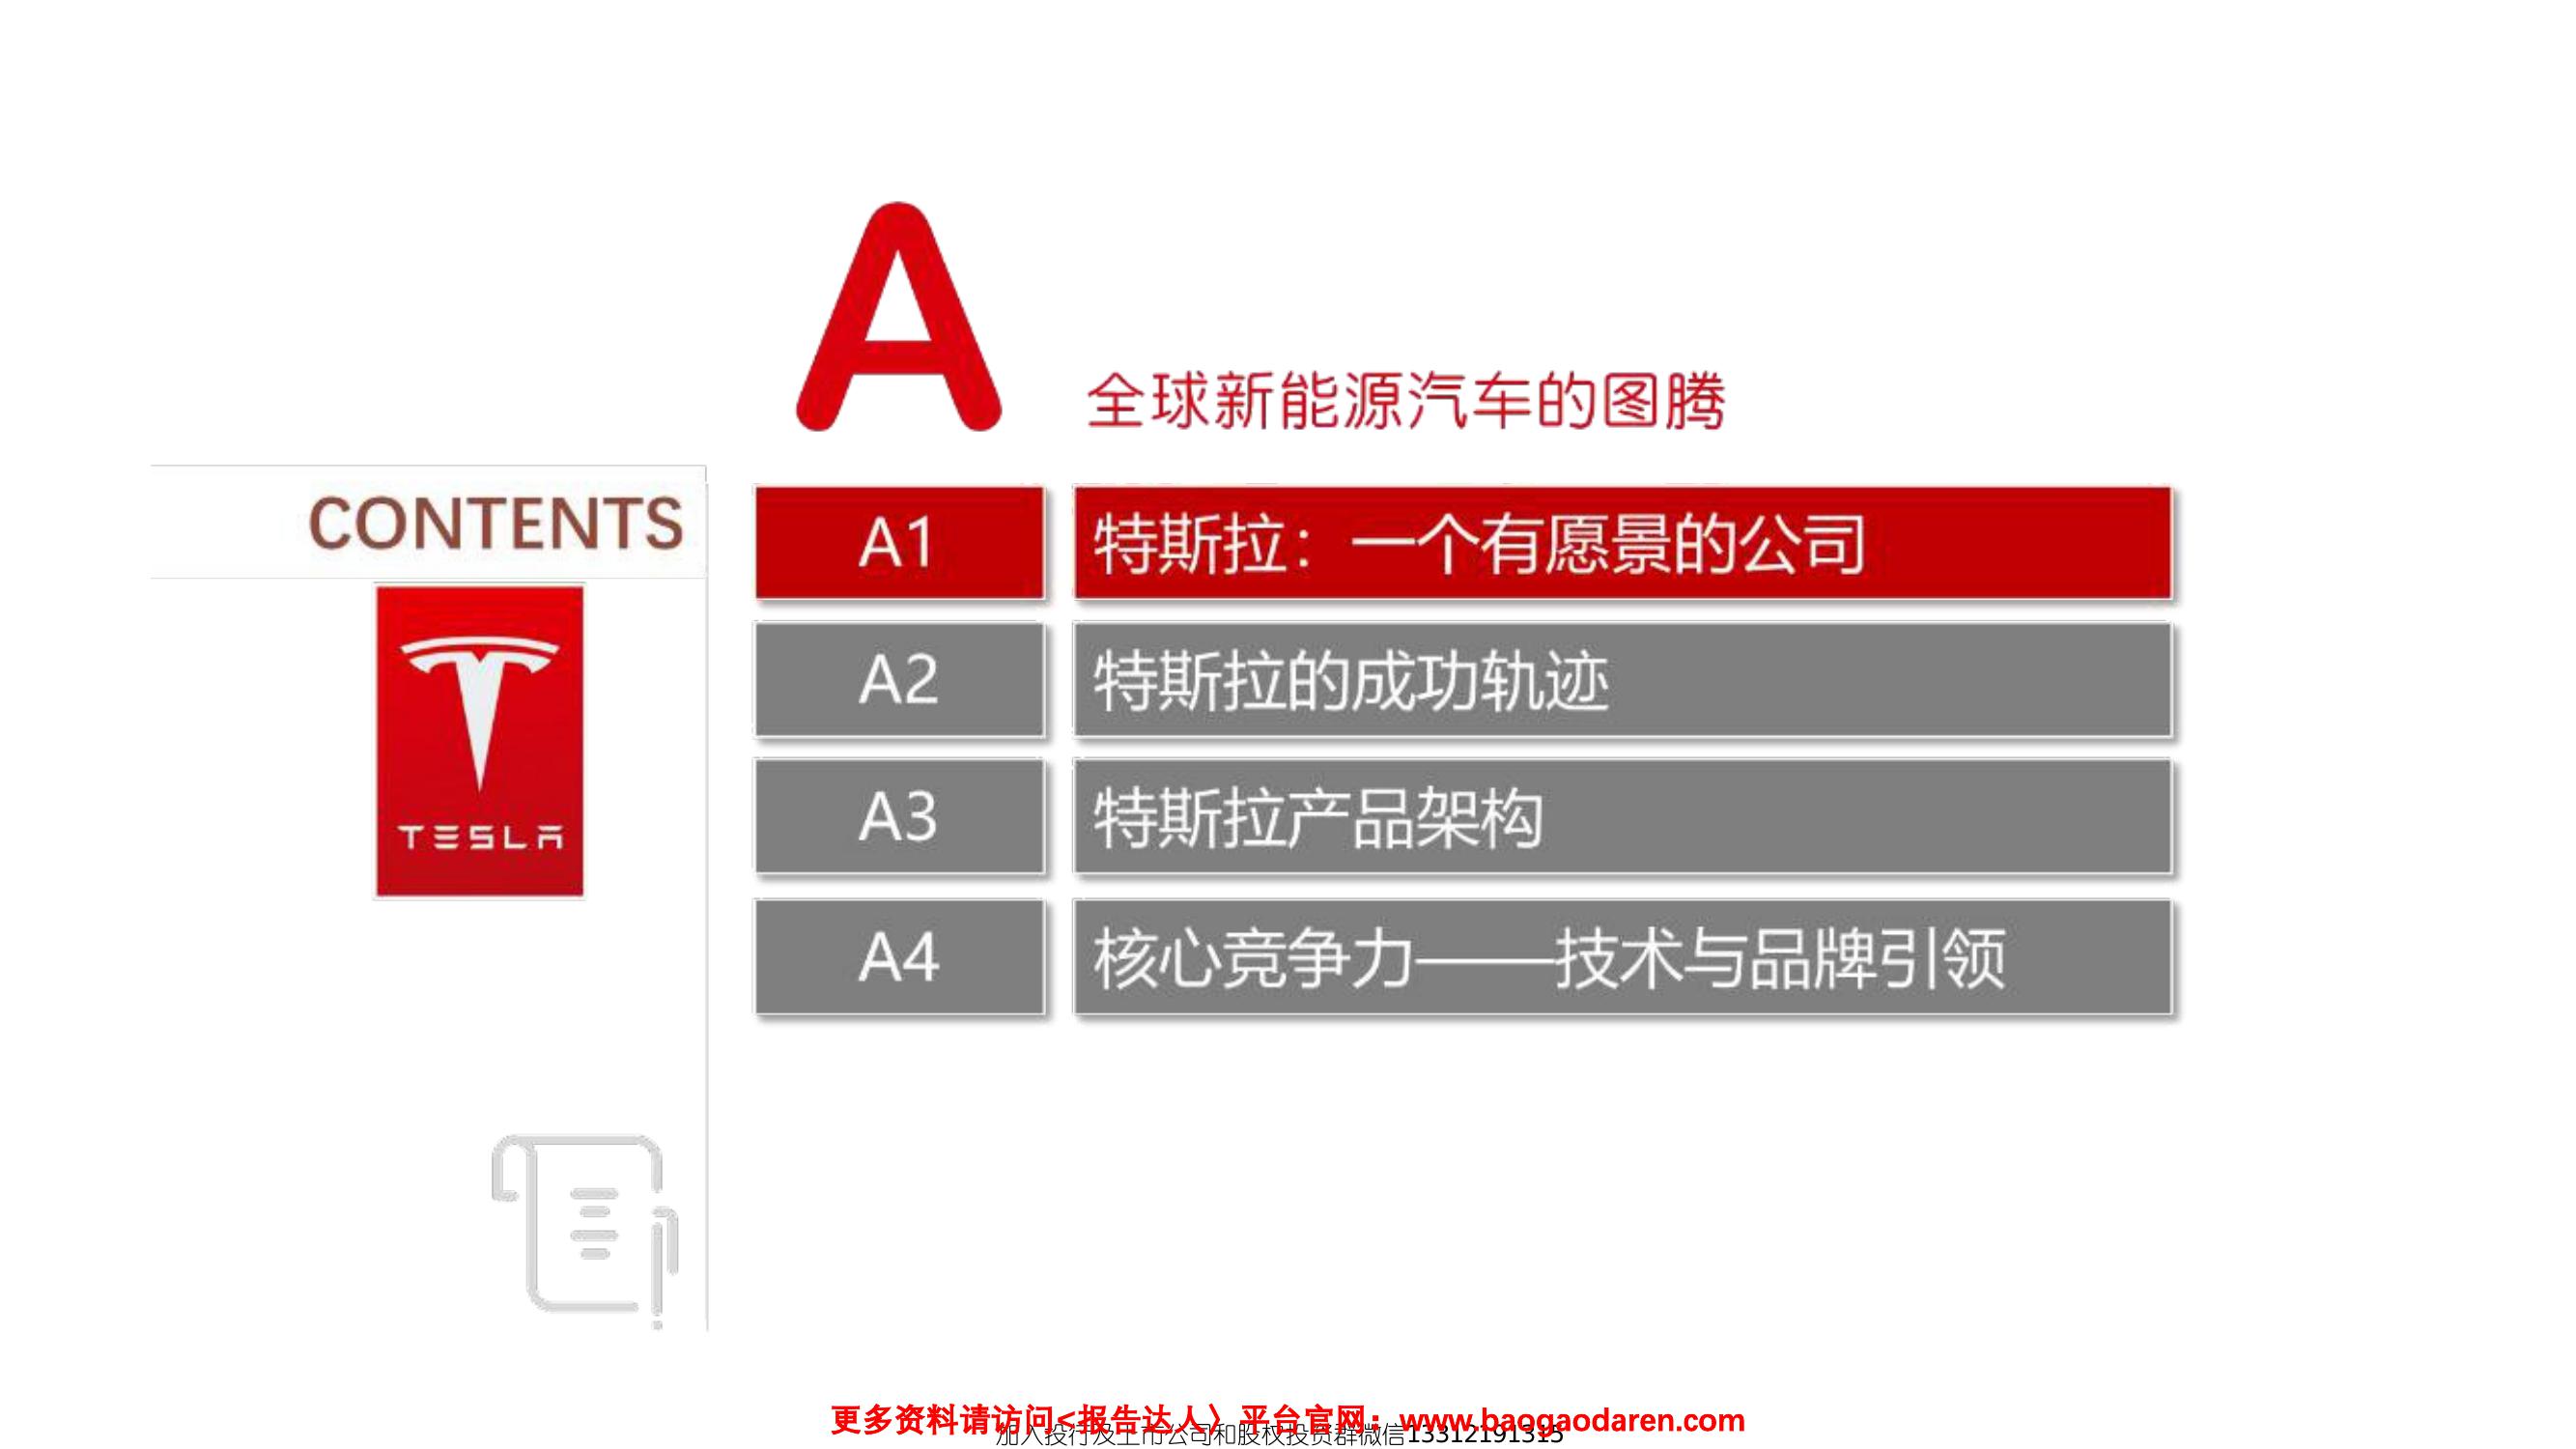 A 全球新能源汽车的图腾
CONTENTS
TESLA
A1 特斯拉：一个有愿景的公司
A2 特斯拉的成功轨迹
A3 特斯拉产品架构
A4 核心竞争力——技术与品牌引领
更多资料请访问<报告达人〉平台官网：www.baogaodaren.com
加入投行及上市公司和股权投资群微信13312191315